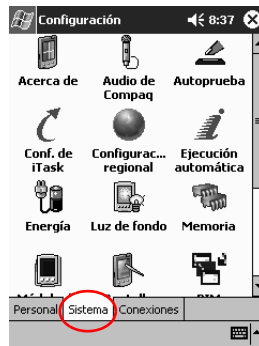 Configuración 8:37
Acerca de Audio de Compaq Autoprueba
Conf. de iTask Configurac... regional Ejecución automática
Energía Luz de fondo Memoria
Personal Sistema Conexiones